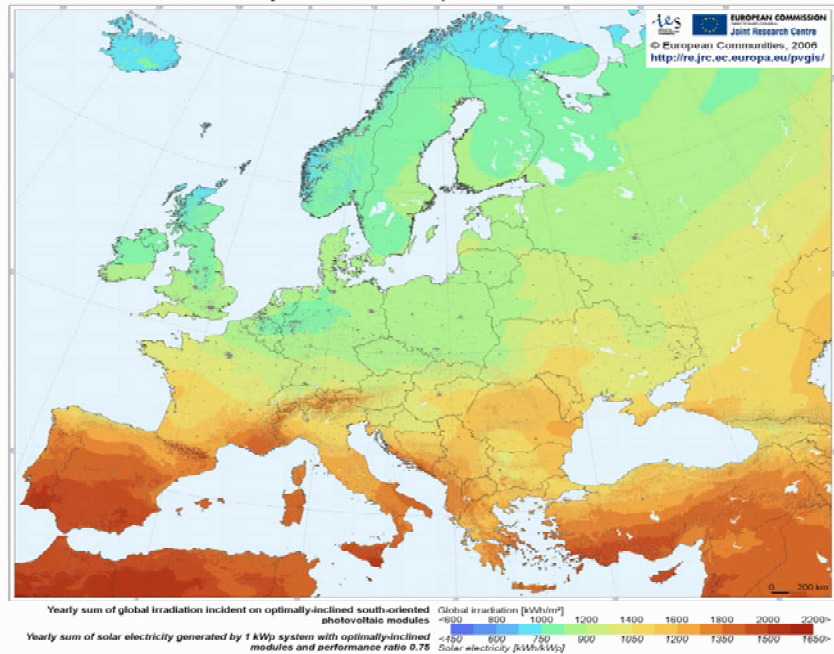 ies
EUROPEAN COMMISSION
Joint Research Centre
© European Communities, 2006
http://re.jrc.ec.europa.eu/pvgis/
0 200 km
Yearly sum of global irradiation incident on optimally-inclined south-oriented
photovoltaic modules
Global irradiation [kWh/m²]
<600 800 1200 1400 1600 1800 2000 2200>
Yearly sum of solar electricity generated by 1 kWp system with optimally-inclined
modules and performance ratio 0.75
<450 600 750 900 1050 1200 1350 1500 1650>
Solar electricity [kWh/kWp]